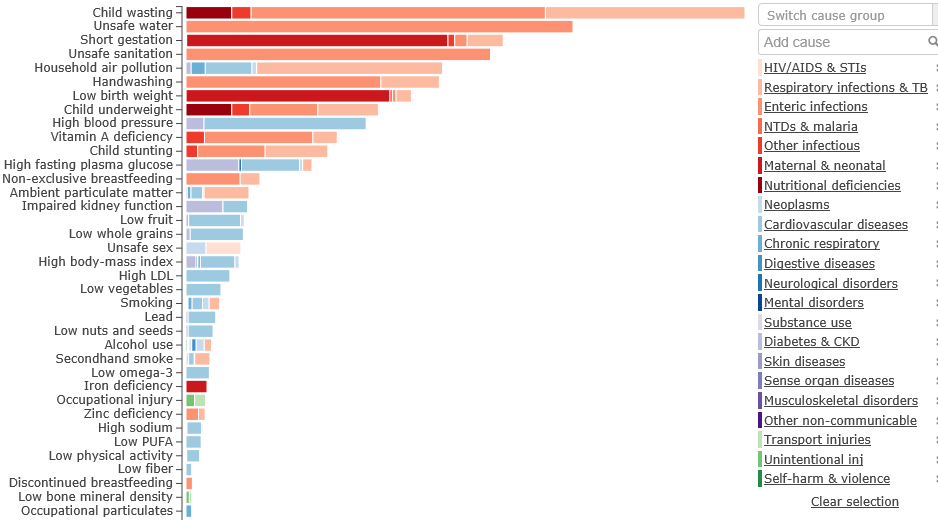 Child wasting
Unsafe water
Short gestation
Unsafe sanitation
Household air pollution
Handwashing
Low birth weight
Child underweight
High blood pressure
Vitamin A deficiency
Child stunting
High fasting plasma glucose
Non-exclusive breastfeeding
Ambient particulate matter
Impaired kidney function
Low fruit
Low whole grains
Unsafe sex
High body-mass index
High LDL
Low vegetables
Smoking
Lead
Low nuts and seeds
Alcohol use
Secondhand smoke
Low omega-3
Iron deficiency
Occupational injury
Zinc deficiency
High sodium
Low PUFA
Low physical activity
Low fiber
Discontinued breastfeeding
Low bone mineral density
Occupational particulates
Switch cause group
Add cause
HIV/AIDS & STIs
Respiratory infections & TB
Enteric infections
NTDs & malaria
Other infectious
Maternal & neonatal
Nutritional deficiencies
Neoplasms
Cardiovascular diseases
Chronic respiratory
Digestive diseases
Neurological disorders
Mental disorders
Substance use
Diabetes & CKD
Skin diseases
Sense organ diseases
Musculoskeletal disorders
Other non-communicable
Transport injuries
Unintentional inj
Self-harm & violence
Clear selection